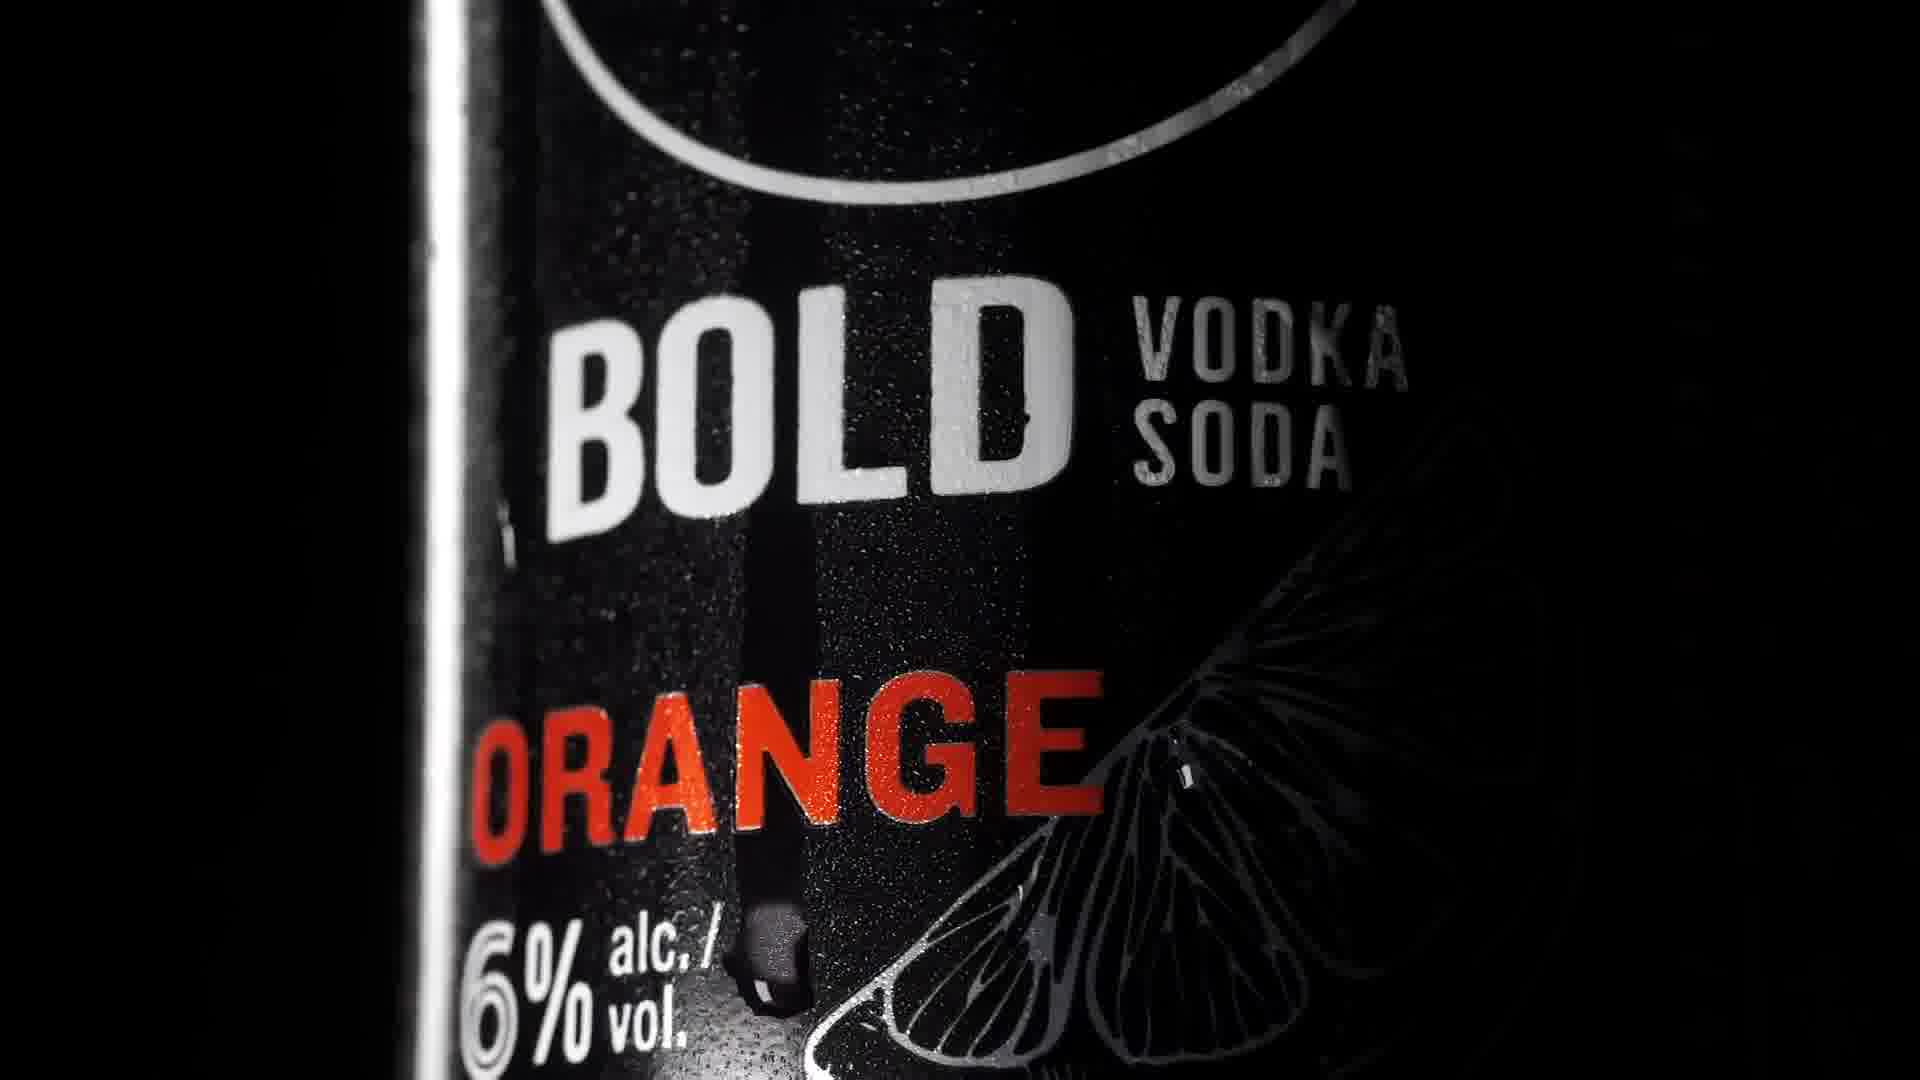 BOLD VODKA
SODA
ORANGE
6% alc./
vol.